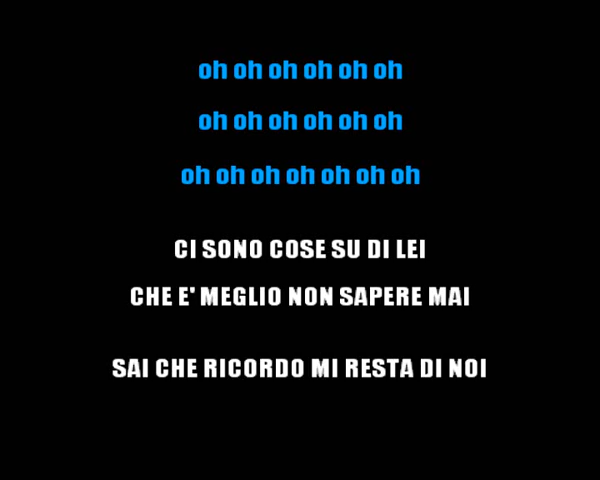 oh oh oh oh oh oh
oh oh oh oh oh oh
oh oh oh oh oh oh oh
CI SONO COSE SU DI LEI
CHE E' MEGLIO NON SAPERE MAI
SAI CHE RICORDO MI RESTA DI NOI